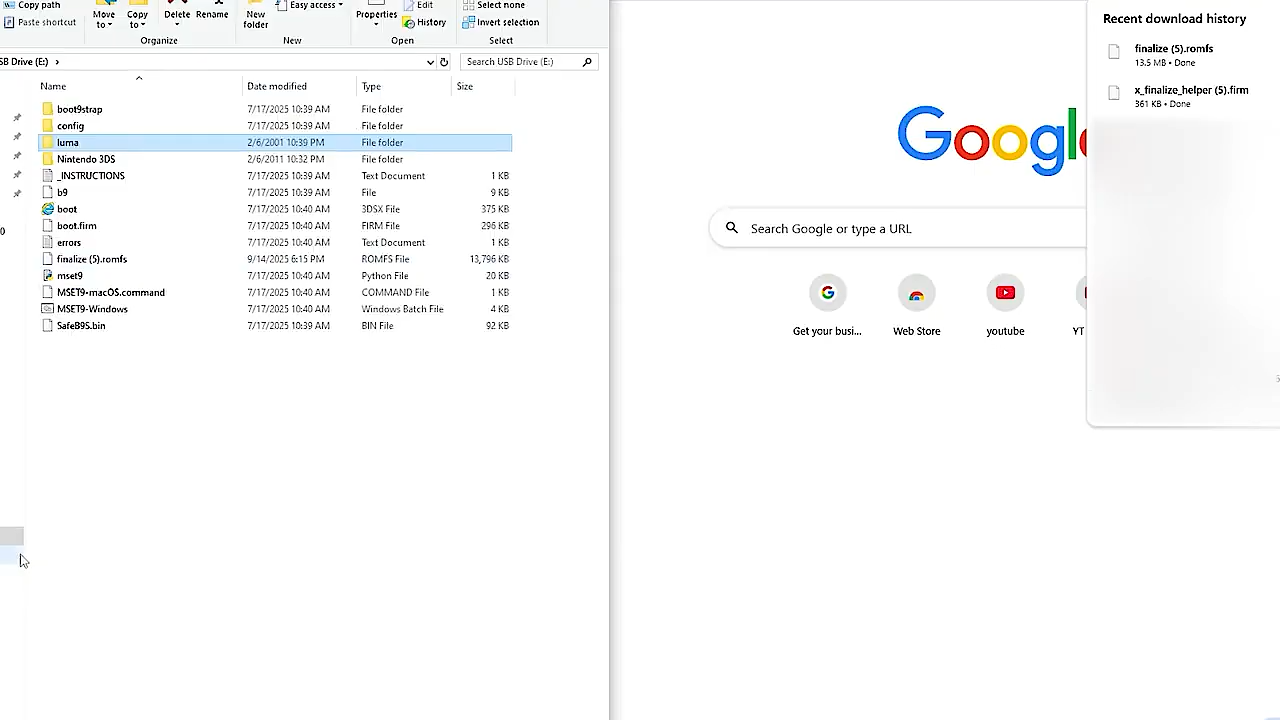 Copy path
Paste shortcut
Move to
Copy to
Delete
Rename
Organize
New folder
Easy access
New
Properties
Edit
History
Open
Select none
Invert selection
Select
SB Drive (E:) >
Search USB Drive (E:)
Name Date modified Type Size
boot9strap 7/17/2025 10:39 AM File folder
config 7/17/2025 10:39 AM File folder
luma 2/6/2001 10:39 PM File folder
Nintendo 3DS 2/6/2011 10:32 PM File folder
_INSTRUCTIONS 7/17/2025 10:39 AM Text Document 1 KB
b9 7/17/2025 10:39 AM File 9 KB
boot 7/17/2025 10:40 AM 3DSX File 375 KB
boot.firm 7/17/2025 10:40 AM FIRM File 296 KB
errors 7/17/2025 10:40 AM Text Document 1 KB
finalize (5).romfs 9/14/2025 6:15 PM ROMFS File 13,796 KB
mset9 7/17/2025 10:40 AM Python File 20 KB
MSET9-macOS.command 7/17/2025 10:40 AM COMMAND File 1 KB
MSET9-Windows 7/17/2025 10:40 AM Windows Batch File 4 KB
SafeB9S.bin 7/17/2025 10:39 AM BIN File 92 KB
0
Google
Search Google or type a URL
Get your busi...
Web Store
youtube
YT
Recent download history
finalize (5).romfs
13.5 MB • Done
x_finalize_helper (5).firm
361 KB • Done